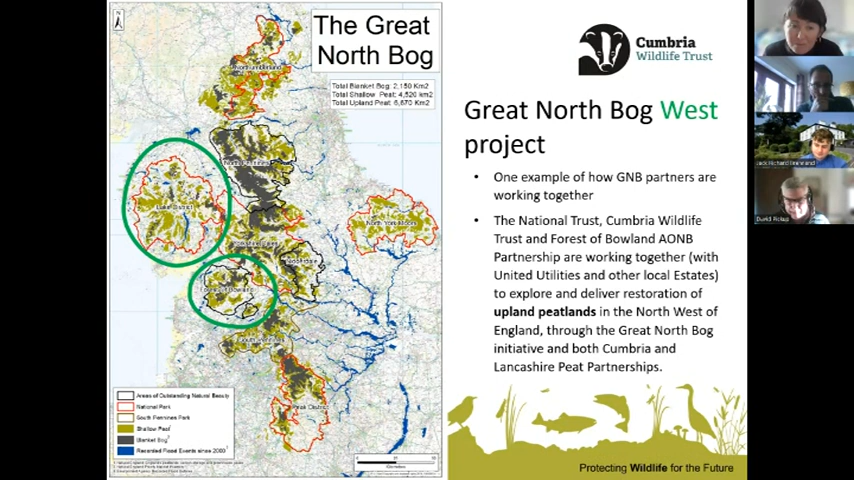 The Great
North Bog
Total Blanket Bog: 2,150 Km2
Total Shallow Peat: 4,520 km2
Total Upland Peat: 6,670 KM2
Northumberland
North Pennines
Lake District
North York Moors
Yorkshire Dales
Nidderdale
Forest of Bowland
Peak District
Areas of Outstanding Natural Beauty
National Park
South Pennines Park
Shallow Peat
Blanket Bog
Recorded Flood Events since 2000
Kilometers
Cumbria
Wildlife Trust
Great North Bog West
project
• One example of how GNB partners are
working together
• The National Trust, Cumbria Wildlife
Trust and Forest of Bowland AONB
Partnership are working together (with
United Utilities and other local Estates)
to explore and deliver restoration of
upland peatlands in the North West of
England, through the Great North Bog
initiative and both Cumbria and
Lancashire Peat Partnerships.
Protecting Wildlife for the Future